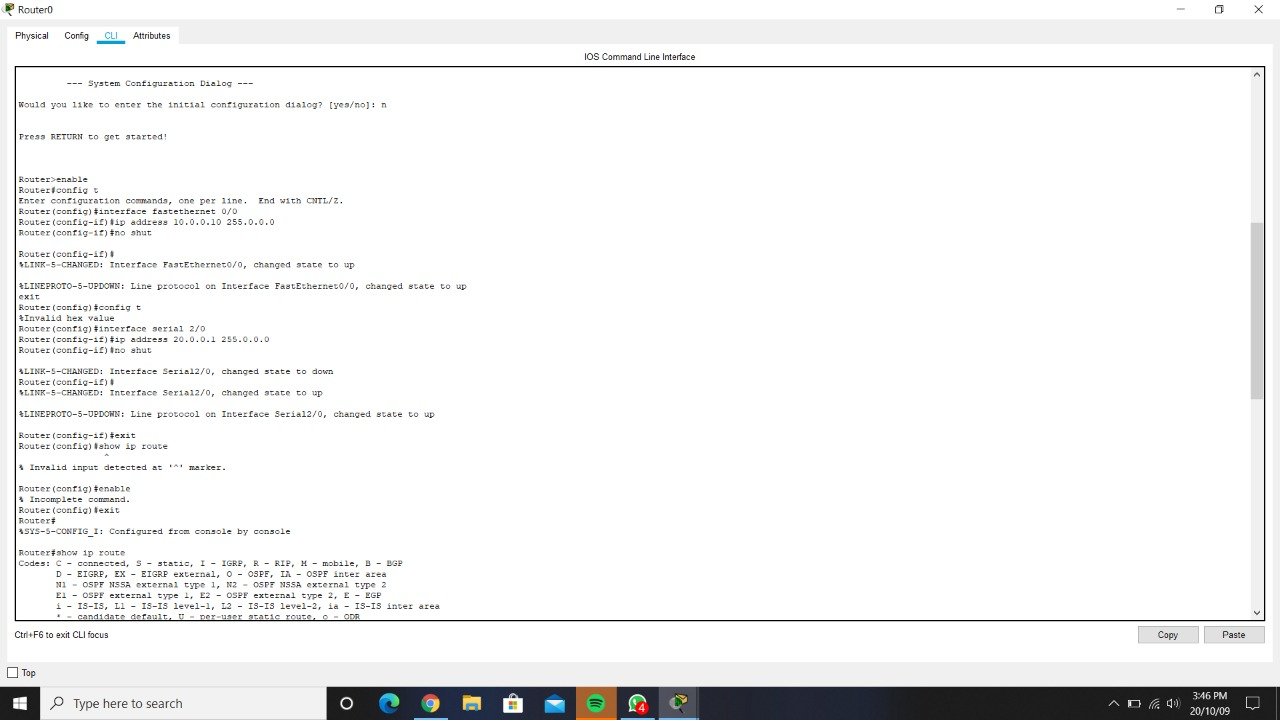 Router0
Physical Config CLI Attributes
IOS Command Line Interface
--- System Configuration Dialog ---
Would you like to enter the initial configuration dialog? [yes/no]: n
Press RETURN to get started!
Router>enable
Router#config t
Enter configuration commands, one per line.  End with CNTL/Z.
Router(config)#interface fastethernet 0/0
Router(config-if)#ip address 10.0.0.10 255.0.0.0
Router(config-if)#no shut
Router(config-if)#
%LINK-5-CHANGED: Interface FastEthernet0/0, changed state to up
%LINEPROTO-5-UPDOWN: Line protocol on Interface FastEthernet0/0, changed state to up
exit
Router(config)#config t
%Invalid hex value
Router(config)#interface serial 2/0
Router(config-if)#ip address 20.0.0.1 255.0.0.0
Router(config-if)#no shut
%LINK-5-CHANGED: Interface Serial2/0, changed state to down
Router(config-if)#
%LINK-5-CHANGED: Interface Serial2/0, changed state to up
%LINEPROTO-5-UPDOWN: Line protocol on Interface Serial2/0, changed state to up
Router(config-if)#exit
Router(config)#show ip route
^
% Invalid input detected at '^' marker.
Router(config)#enable
% Incomplete command.
Router(config)#exit
Router#
%SYS-5-CONFIG_I: Configured from console by console
Router#show ip route
Codes: C - connected, S - static, I - IGRP, R - RIP, M - mobile, B - BGP
D - EIGRP, EX - EIGRP external, O - OSPF, IA - OSPF inter area
N1 - OSPF NSSA external type 1, N2 - OSPF NSSA external type 2
E1 - OSPF external type 1, E2 - OSPF external type 2, E - EGP
i - IS-IS, L1 - IS-IS level-1, L2 - IS-IS level-2, ia - IS-IS inter area
* - candidate default, U - per-user static route, o - ODR
Ctrl+F6 to exit CLI focus
Copy Paste
Top
Type here to search
4
3:46 PM
20/10/09